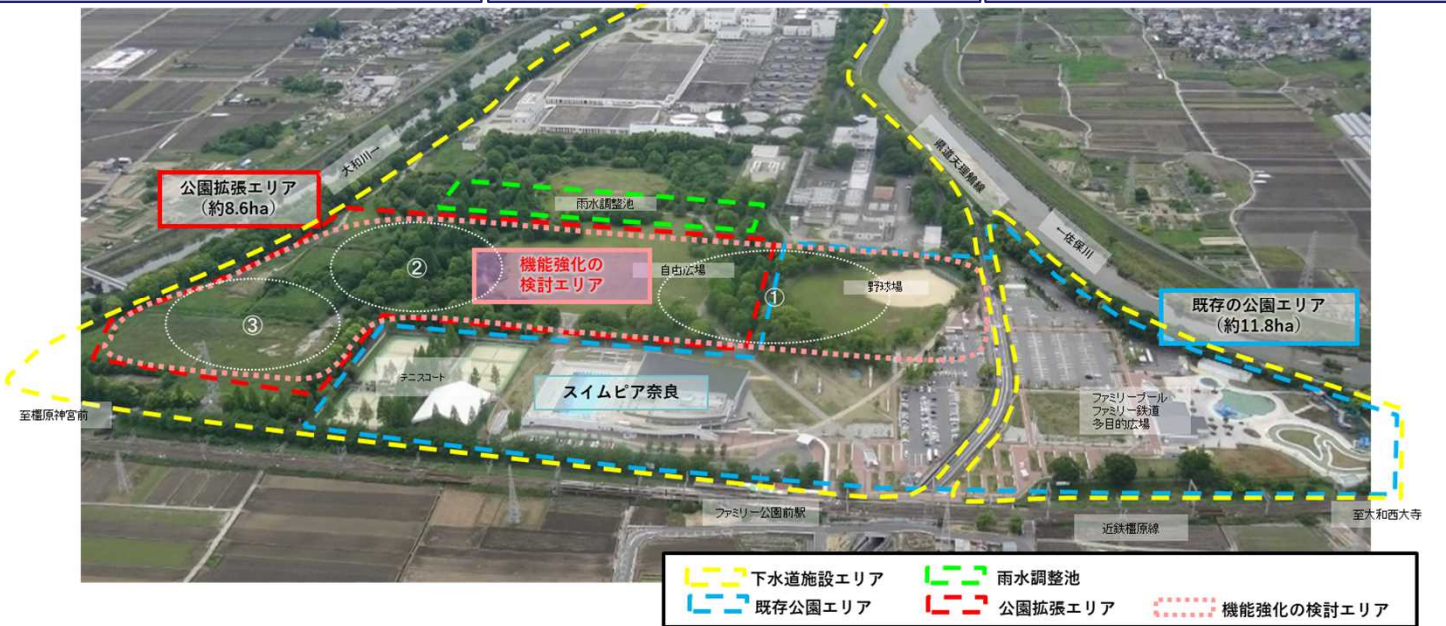 大和川→
県道天理斑鳩線
←佐保川
公園拡張エリア
（約8.6ha）
雨水調整池
機能強化の
検討エリア
自由広場
②
①
野球場
③
既存の公園エリア
（約11.8ha）
テニスコート
スイムピア奈良
ファミリープール
ファミリー鉄道
多目的広場
至橿原神宮前
ファミリー公園前駅
近鉄橿原線
至大和西大寺
下水道施設エリア
雨水調整池
既存公園エリア
公園拡張エリア
機能強化の検討エリア